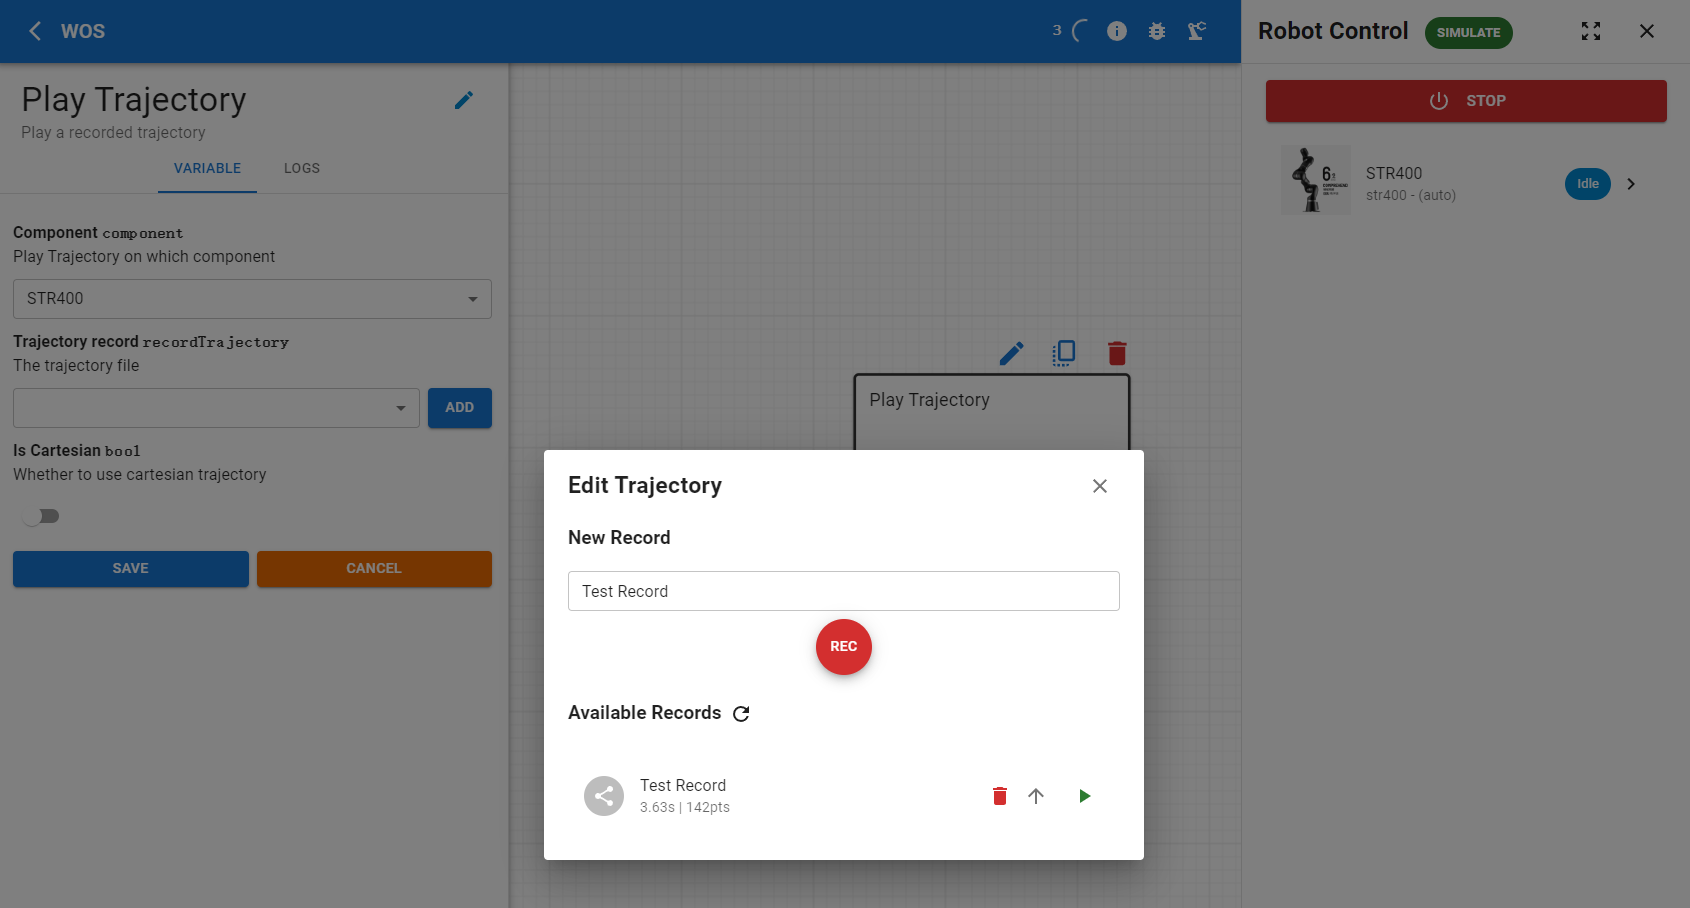 WOS
3
Robot Control
SIMULATE
Play Trajectory
Play a recorded trajectory
VARIABLE
LOGS
Component component
Play Trajectory on which component
STR400
Trajectory record recordTrajectory
The trajectory file
ADD
Is Cartesian bool
Whether to use cartesian trajectory
SAVE
CANCEL
Play Trajectory
Edit Trajectory
New Record
Test Record
REC
Available Records
Test Record
3.63s | 142pts
STOP
6
STR400
str400 - (auto)
Idle